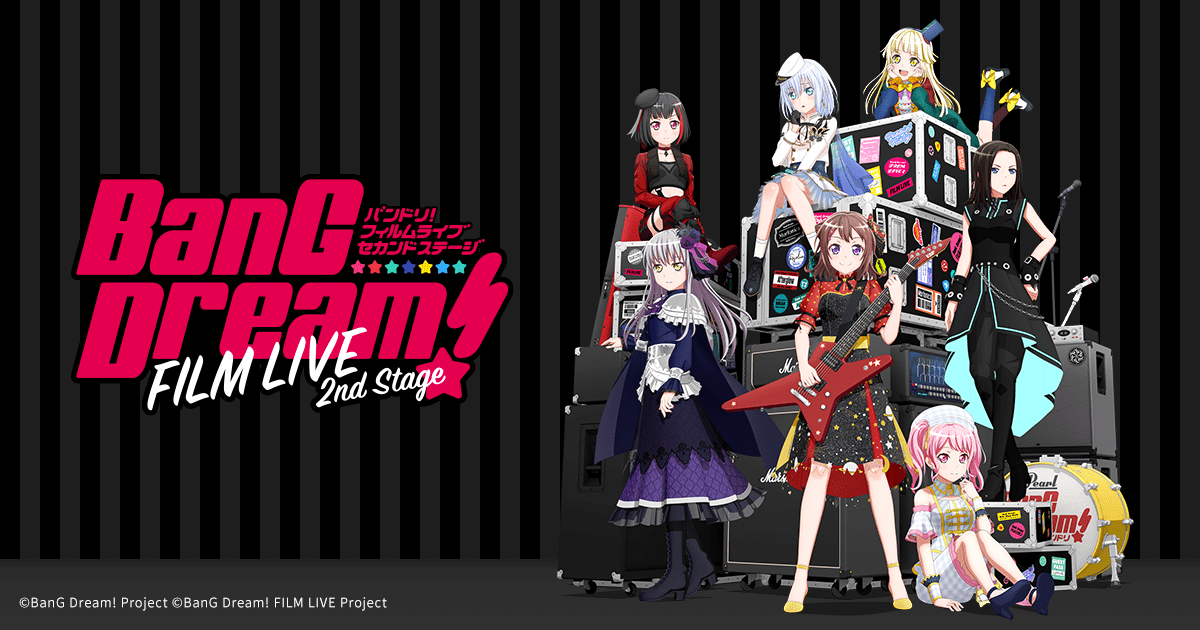 BanG
Dream!
バンドリ!
フィルムライブ
セカンドステージ
FILM LIVE
2nd Stage
Pearl
©BanG Dream! Project ©BanG Dream! FILM LIVE Project